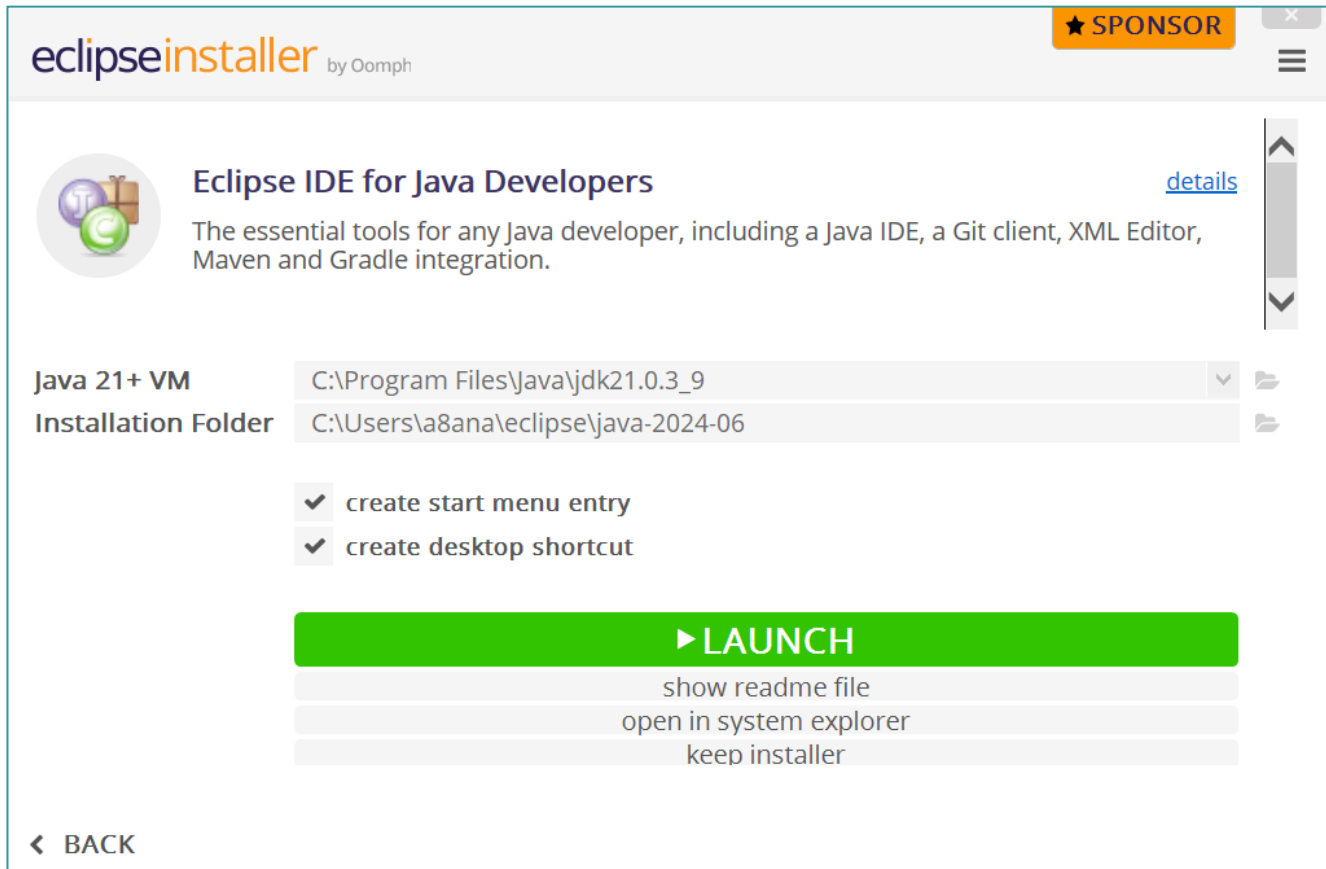 ★ SPONSOR
eclipseinstaller by Oomph
Eclipse IDE for Java Developers
details
The essential tools for any Java developer, including a Java IDE, a Git client, XML Editor,
Maven and Gradle integration.
Java 21+ VM C:\Program Files\Java\jdk21.0.3_9
Installation Folder C:\Users\a8ana\eclipse\java-2024-06
create start menu entry
create desktop shortcut
LAUNCH
show readme file
open in system explorer
keep installer
BACK